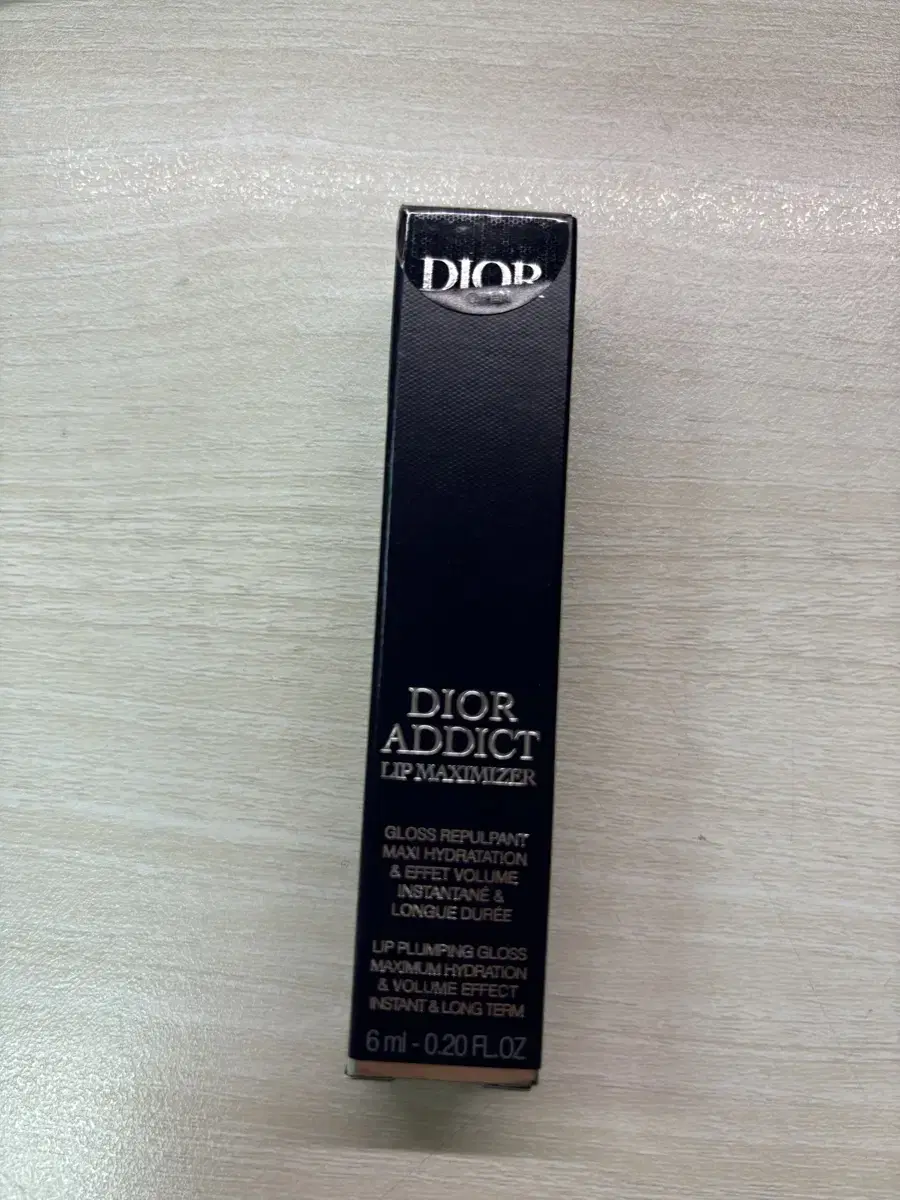 DIOR
DIOR
ADDICT
LIP MAXIMIZER
GLOSS REPULPANT
MAXI HYDRATATION
& EFFET VOLUME
INSTANTANÉ &
LONGUE DURÉE
LIP PLUMPING GLOSS
MAXIMUM HYDRATION
& VOLUME EFFECT
INSTANT & LONG TERM
6 ml - 0.20 FL.OZ